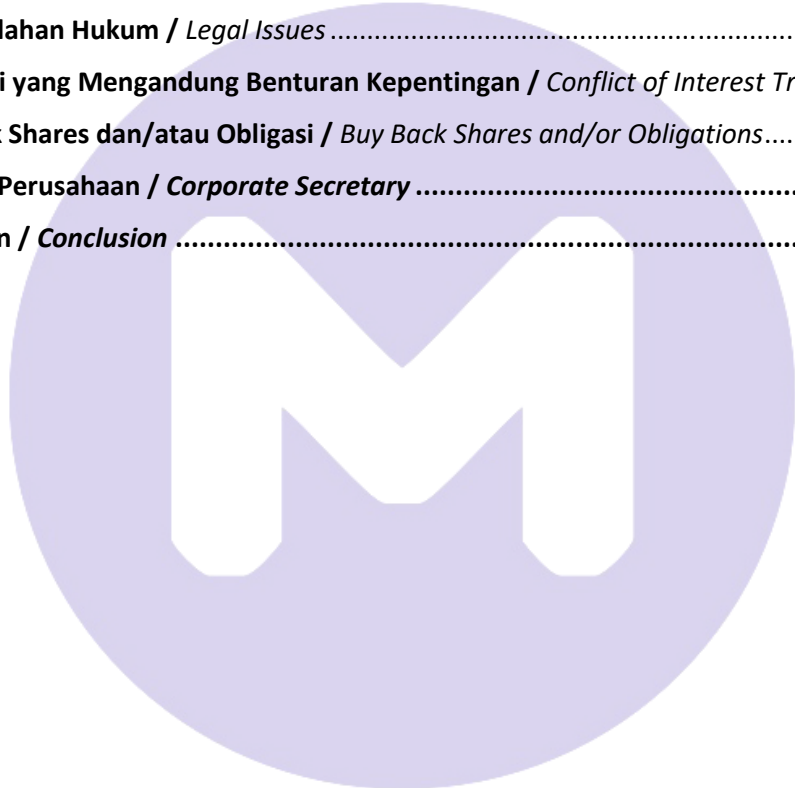 lahan Hukum / Legal Issues ........................................................................................
i yang Mengandung Benturan Kepentingan / Conflict of Interest Tr
k Shares dan/atau Obligasi / Buy Back Shares and/or Obligations.....
Perusahaan / Corporate Secretary ................................................................
n / Conclusion ....................................................................................................
M